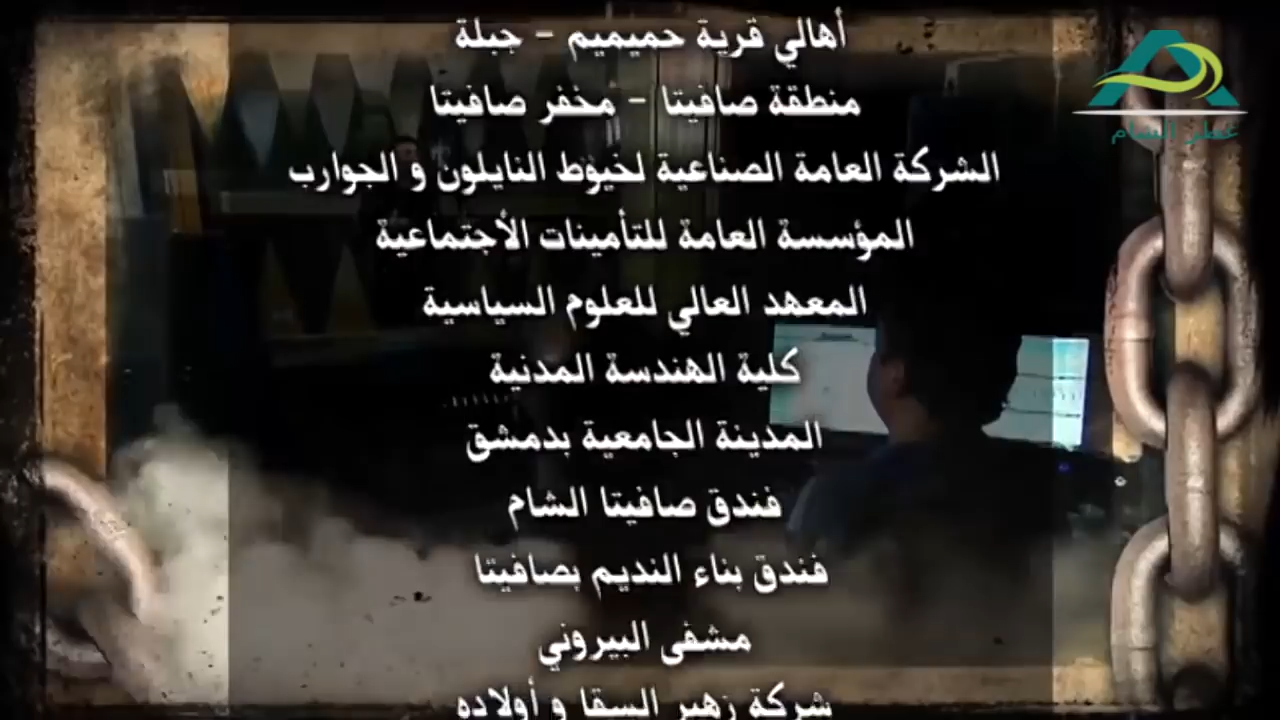 أهالي قرية حميميم - جبلة
منطقة صافيتا - مخفر صافيتا
الشركة العامة الصناعية لخيوط النايلون و الجوارب
المؤسسة العامة للتأمينات الأجتماعية
المعهد العالي للعلوم السياسية
كلية الهندسة المدنية
المدينة الجامعية بدمشق
فندق صافيتا الشام
فندق بناء النديم بصافيتا
مشفى البيروني
شركة زهير السقا و أولاده
عطر الشام